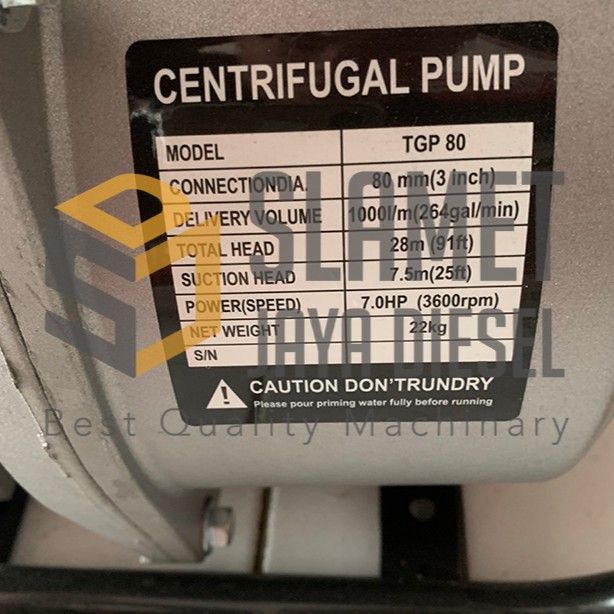 CENTRIFUGAL PUMP
MODEL TGP 80
CONNECTIONDIA. 80 mm(3 inch)
DELIVERY VOLUME 1000l/m(264gal/min)
TOTAL HEAD 28m (91ft)
SUCTION HEAD 7.5m(25ft)
POWER(SPEED) 7.0HP (3600rpm)
NET WEIGHT 22kg
S/N
CAUTION DON'TRUNDRY
Please pour priming water fully before running
SLAMET
JAYA DIESEL
Best Quality Machinary